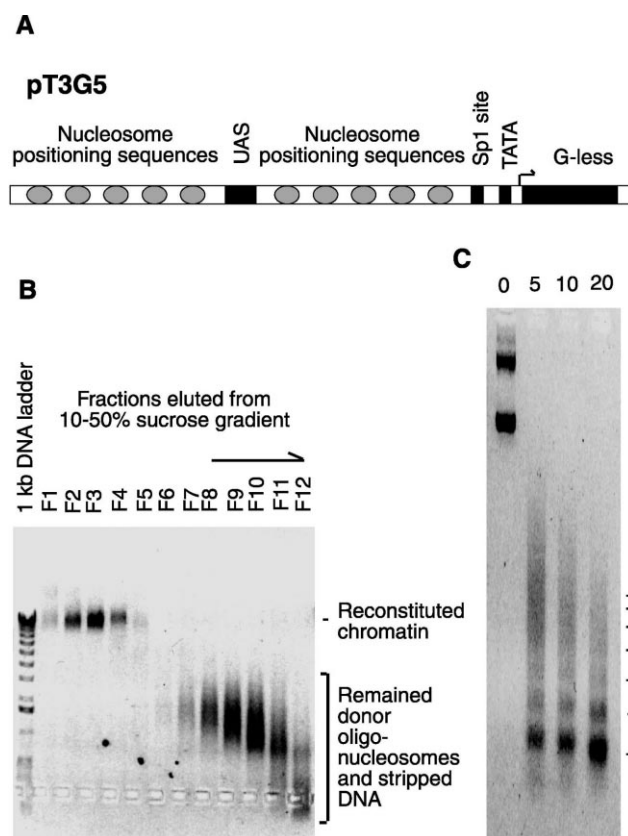 A
pT3G5
Nucleosome
positioning sequences
UAS
Nucleosome
positioning sequences
Sp1 site
TATA
G-less
B
1 kb DNA ladder
Fractions eluted from
10-50% sucrose gradient
F1
F2
F3
F4
F5
F6
F7
F8
F9
F10
F11
F12
Reconstituted
chromatin
Remained
donor
oligo-
nucleosomes
and stripped
DNA
C
0 5 10 20